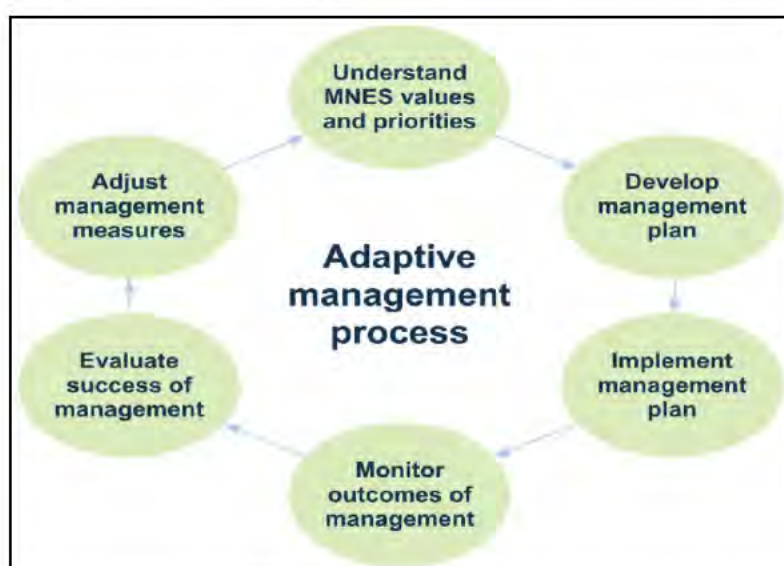 Understand
MNES values
and priorities
Develop
management
plan
Implement
management
plan
Monitor
outcomes of
management
Evaluate
success of
management
Adjust
management
measures
Adaptive
management
process